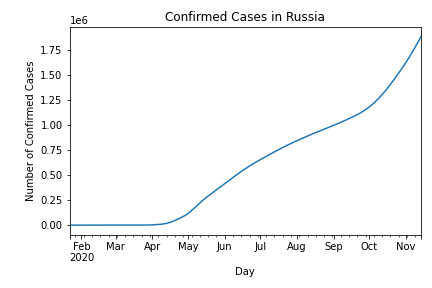 Confirmed Cases in Russia
1e6
Number of Confirmed Cases
1.75
1.50
1.25
1.00
0.75
0.50
0.25
0.00
Feb Mar Apr May Jun Jul Aug Sep Oct Nov
2020
Day